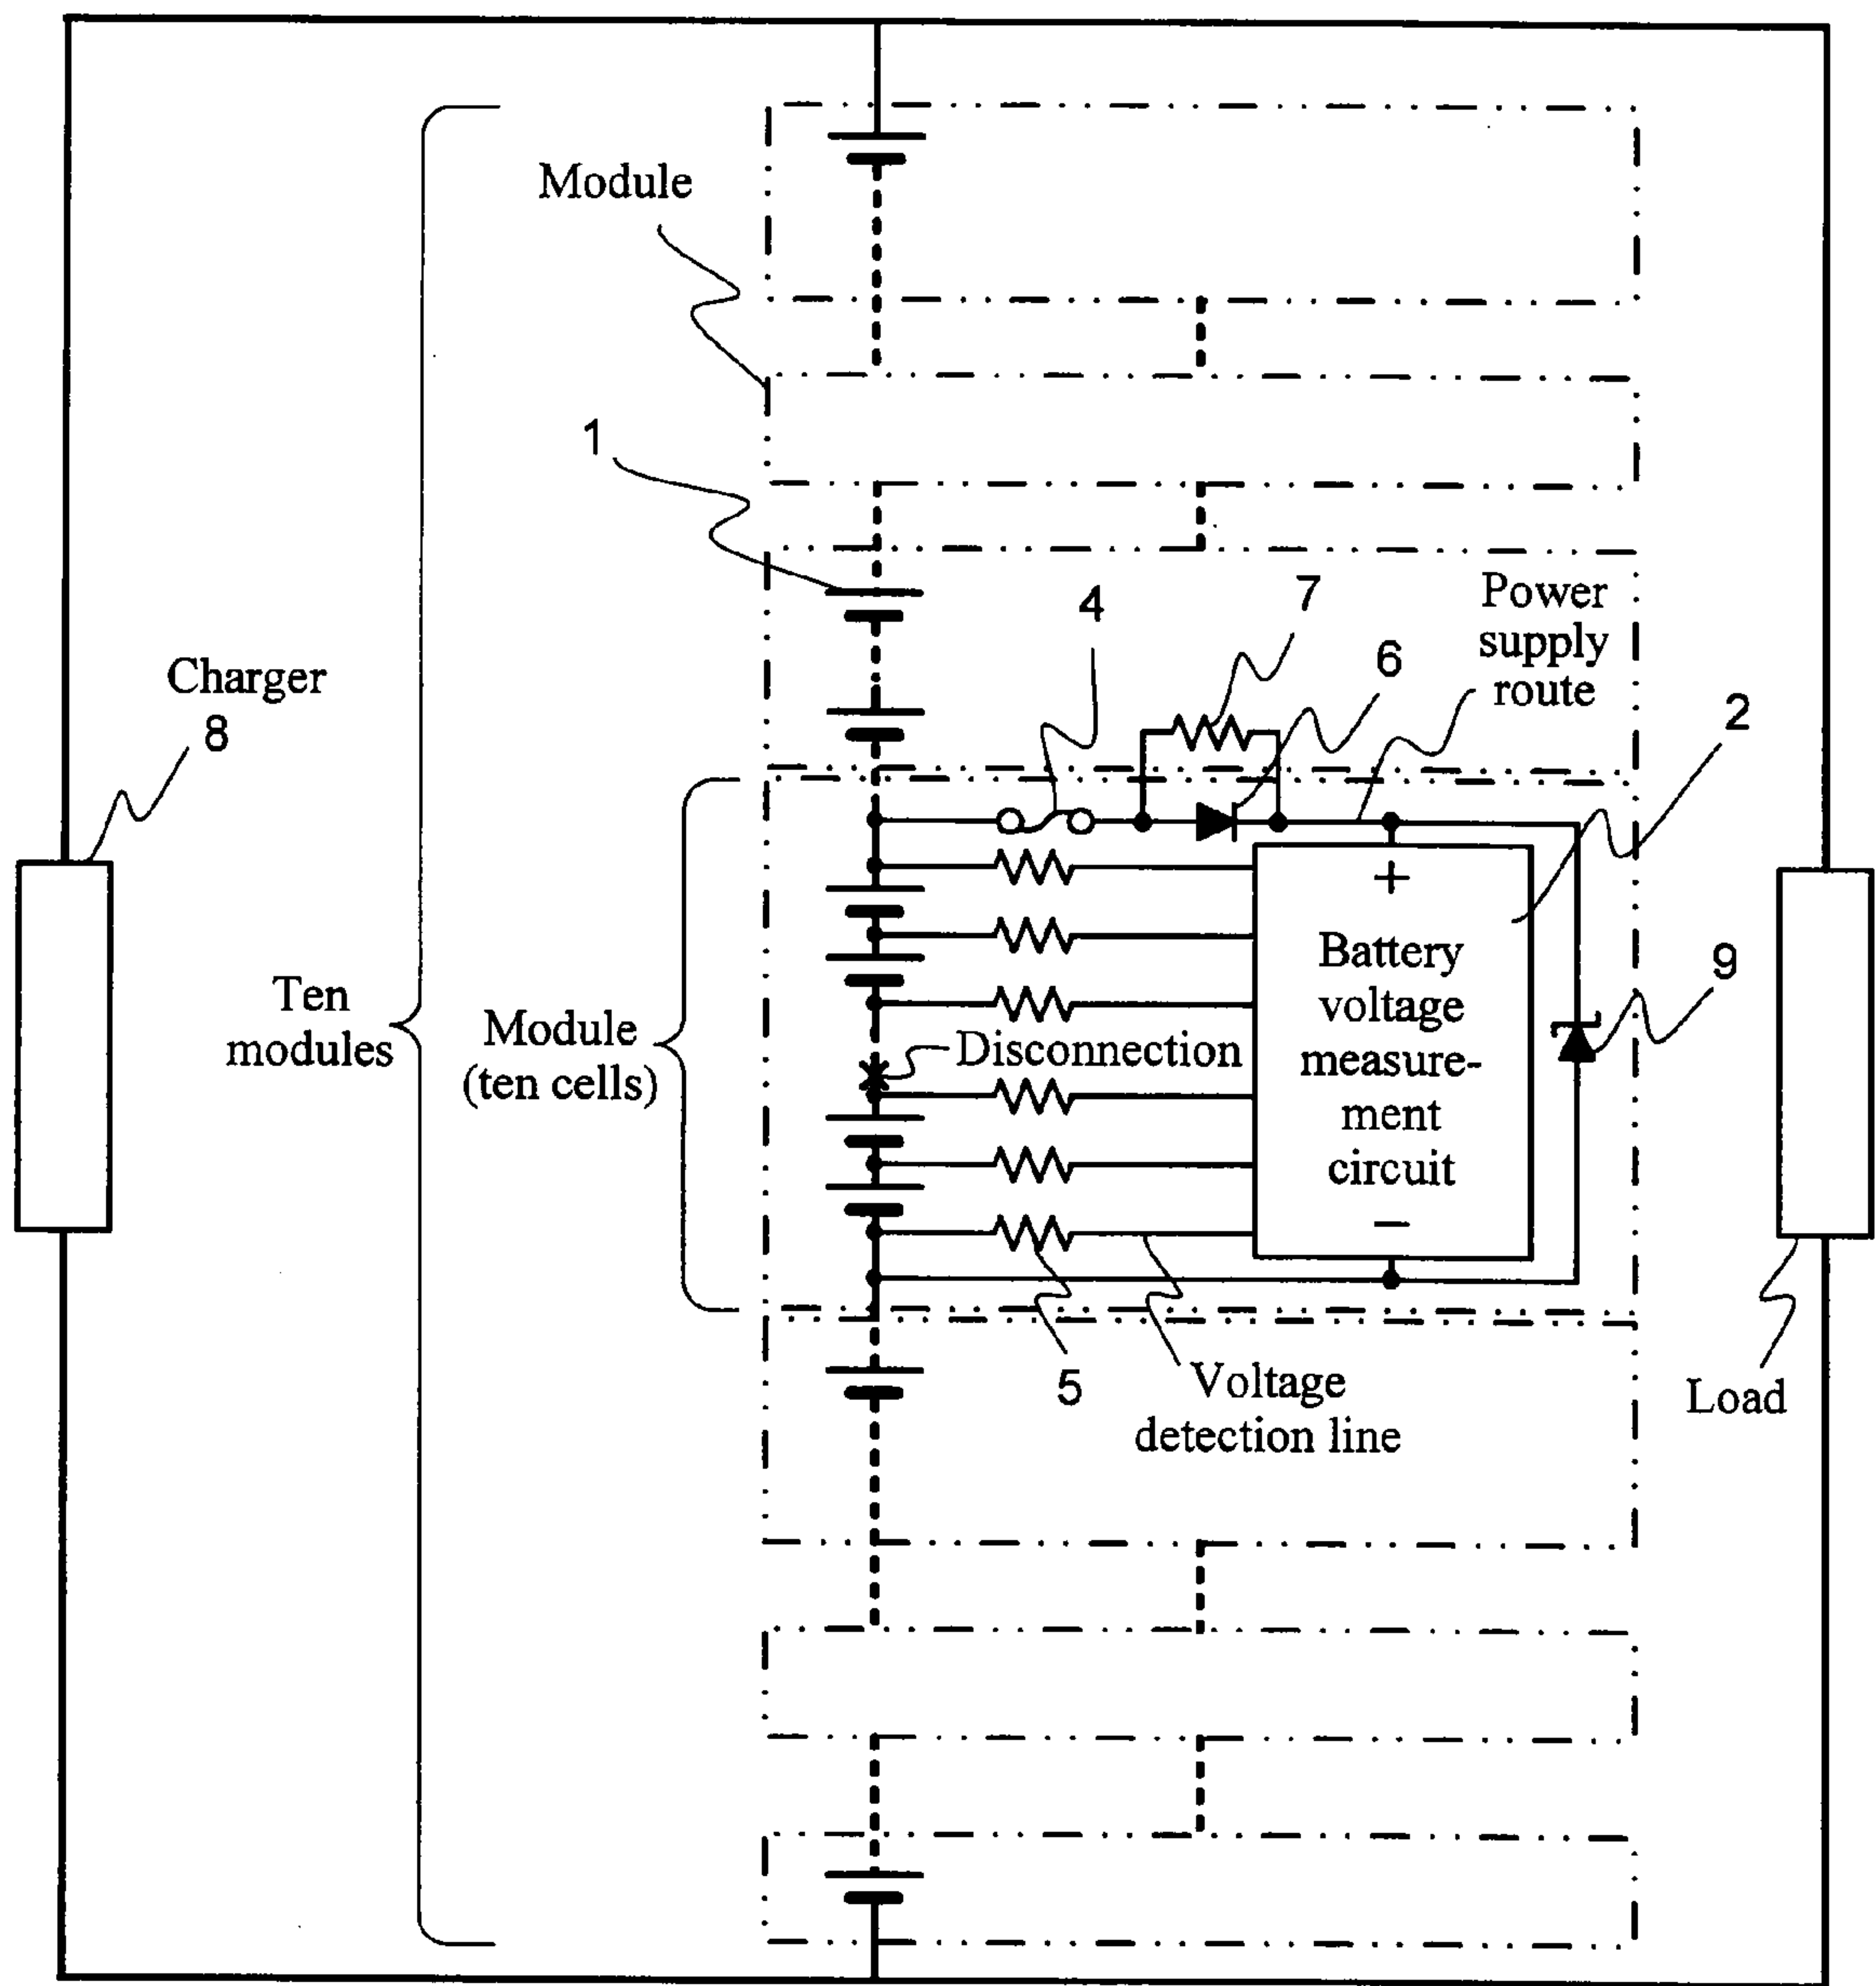 Module
1
4
7
6
Power
supply
route
2
Charger
8
+
Battery
voltage
measure-
ment
circuit
−
9
Ten
modules
Module
(ten cells)
Disconnection
5
Voltage
detection line
Load